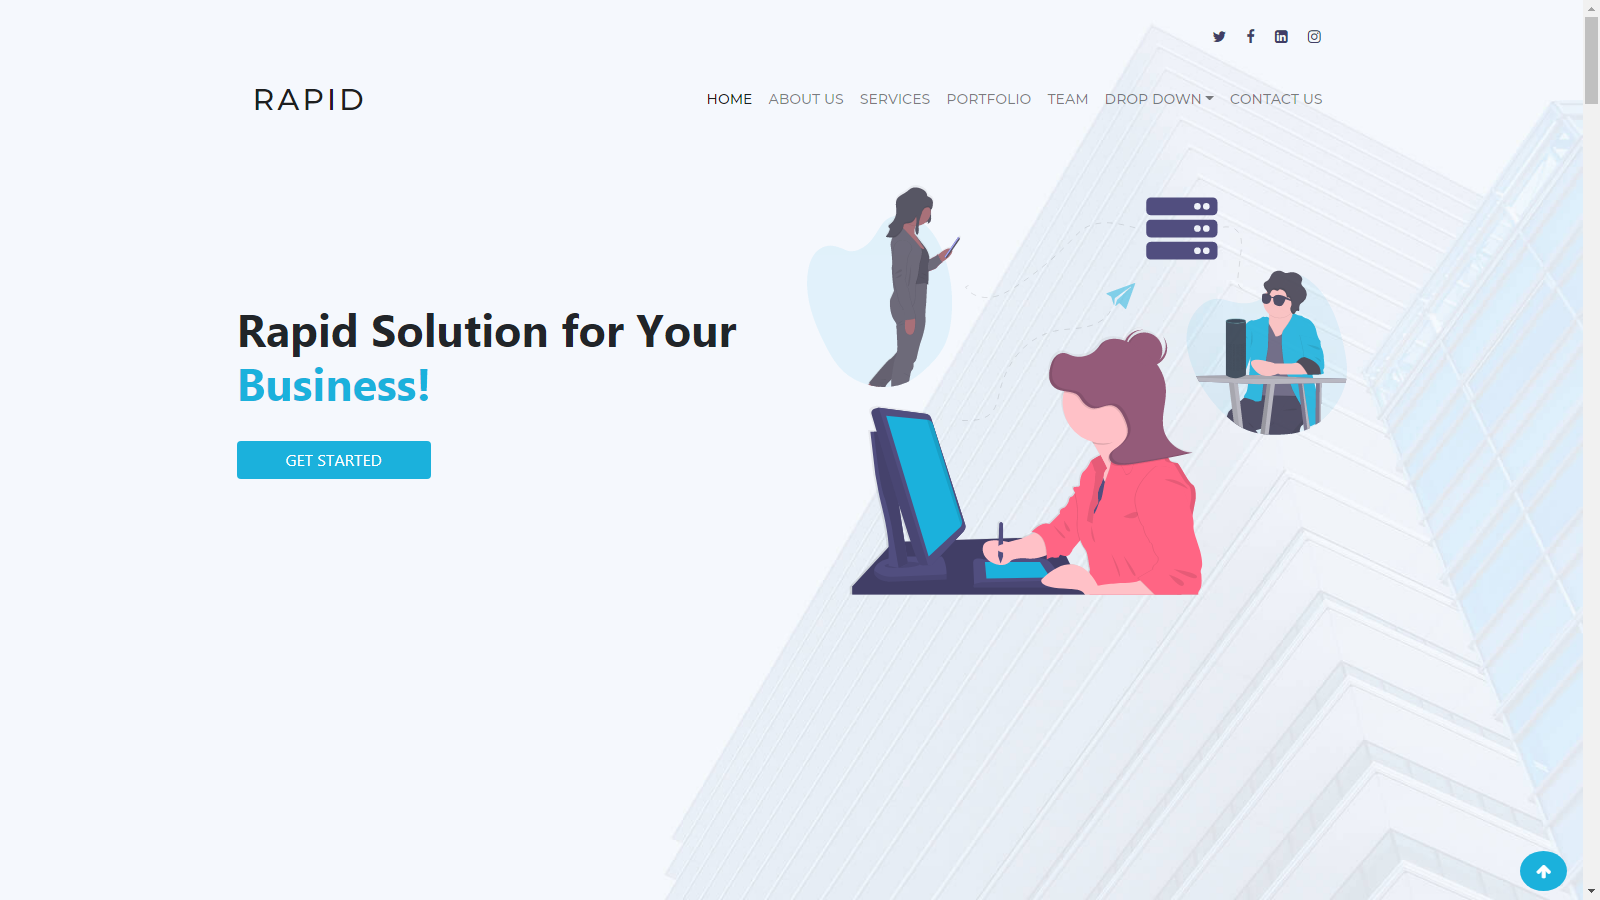 RAPID
HOME ABOUT US SERVICES PORTFOLIO TEAM DROP DOWN CONTACT US
Rapid Solution for Your
Business!
GET STARTED